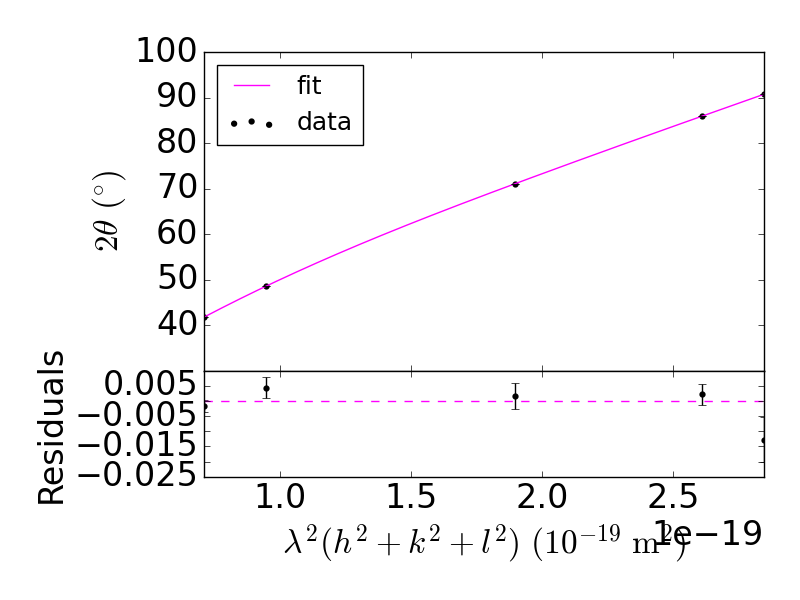 100
90
80
70
60
50
40
2θ (°)
fit
data
Residuals
0.005
−0.005
−0.015
−0.025
1.0 1.5 2.0 2.5
1e−19
λ²(h² + k² + l²) (10⁻¹⁹ m²)